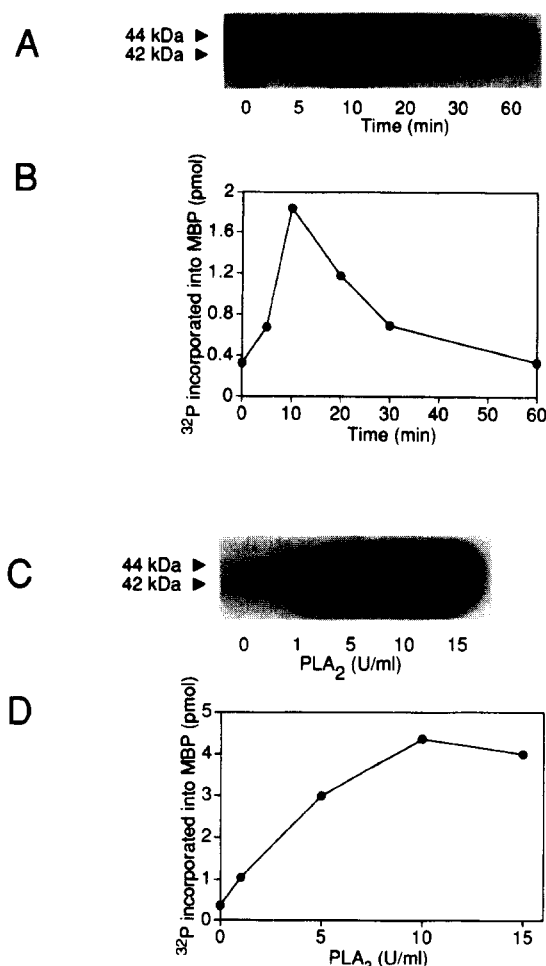 A
44 kDa ►
42 kDa ►
0 5 10 20 30 60
Time (min)
B
³²P incorporated into MBP (pmol)
2
1.6
1.2
0.8
0.4
0
0 10 20 30 40 50 60
Time (min)
C
44 kDa ►
42 kDa ►
0 1 5 10 15
PLA₂ (U/ml)
D
³²P incorporated into MBP (pmol)
5
4
3
2
1
0
0 5 10 15
PLA₂ (U/ml)